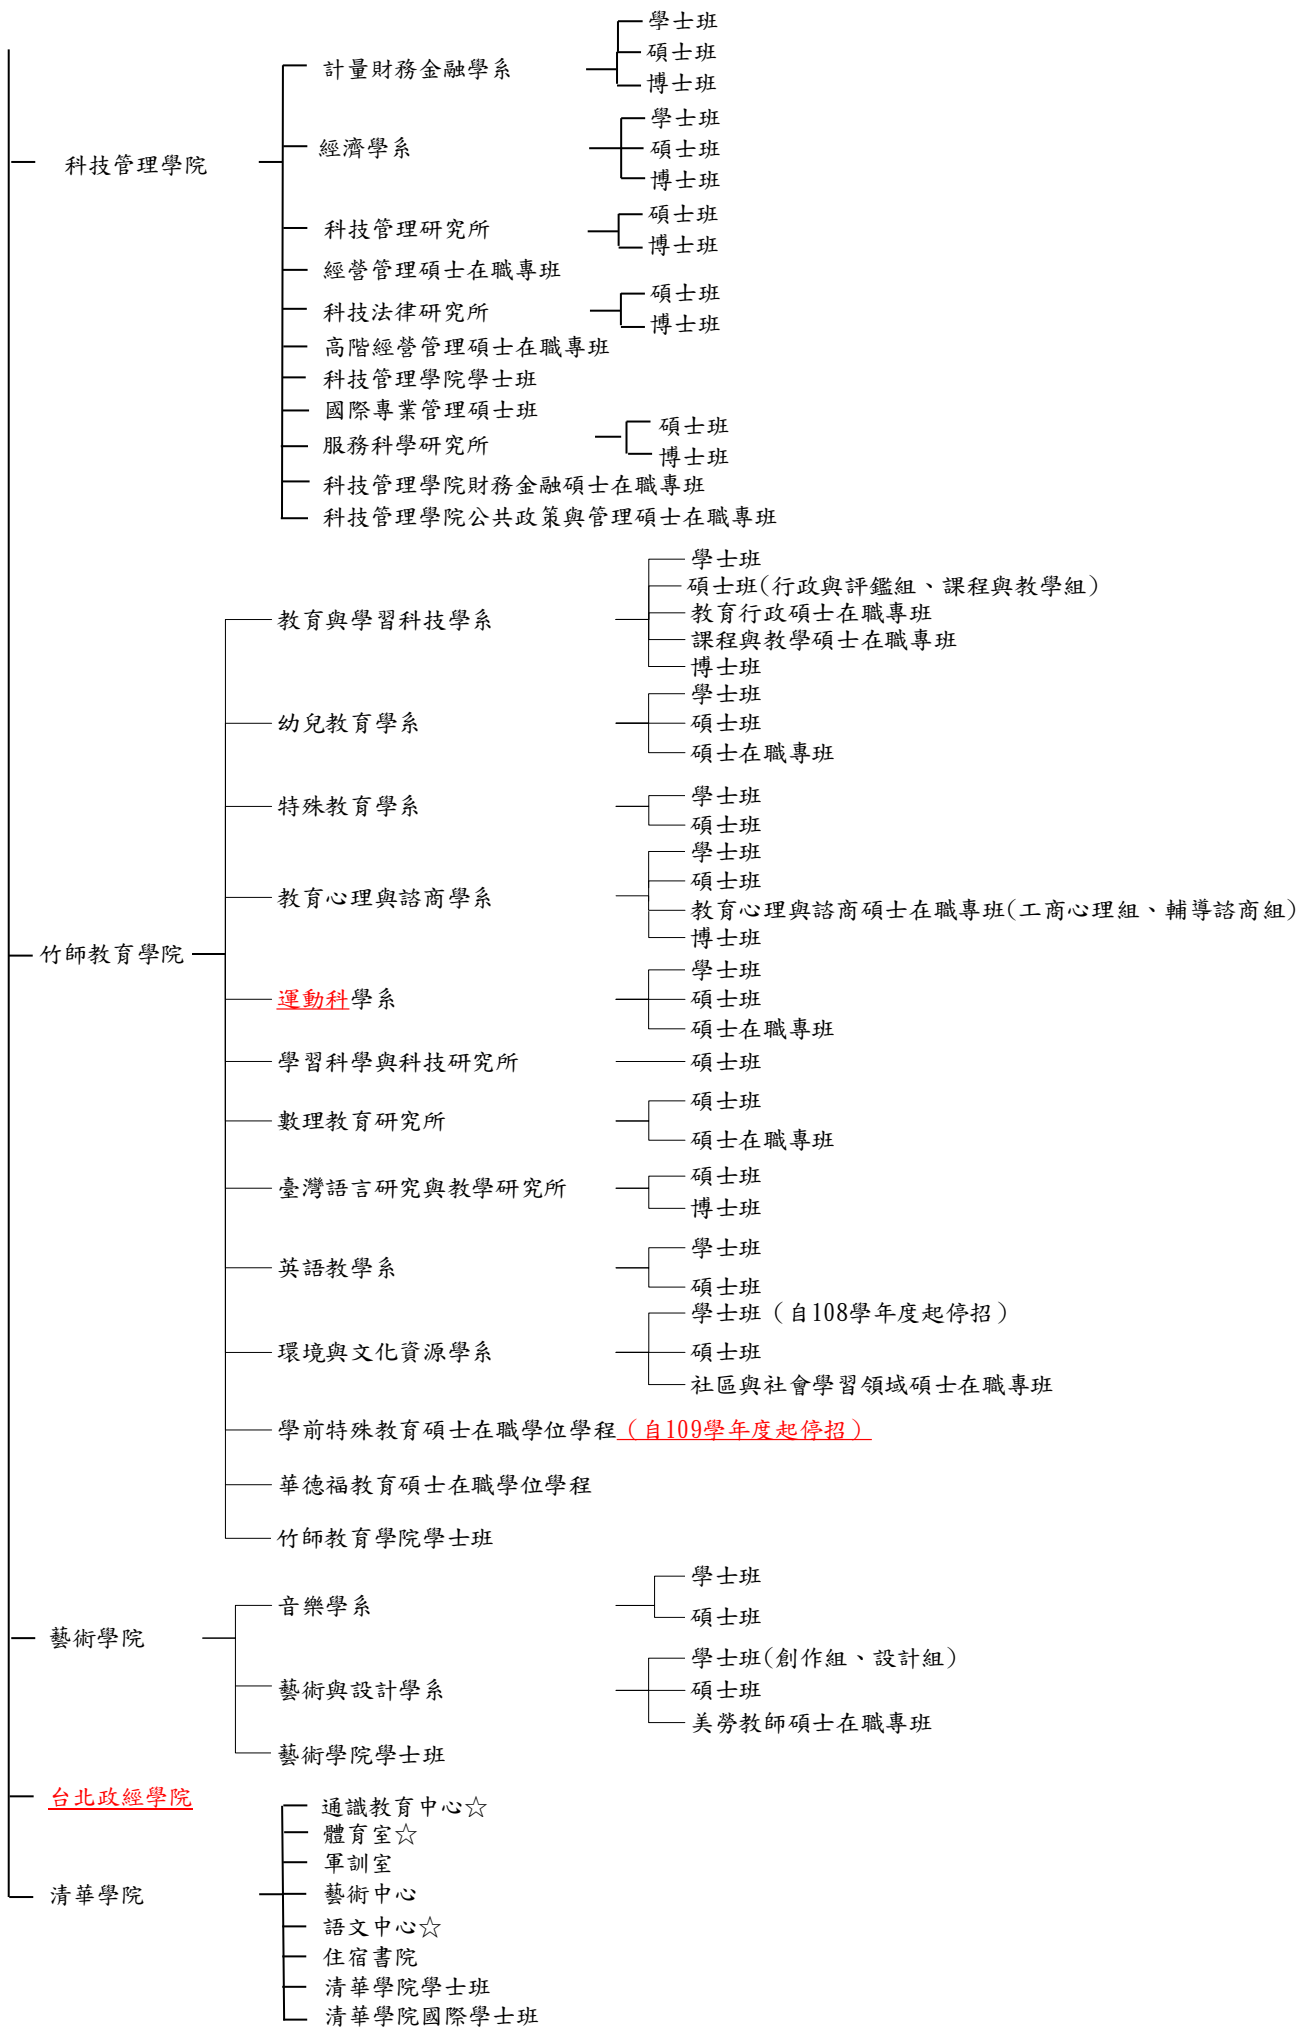 學士班
計量財務金融學系
碩士班
博士班
學士班
經濟學系
碩士班
科技管理學院
博士班
碩士班
科技管理研究所
博士班
經營管理碩士在職專班
碩士班
科技法律研究所
博士班
高階經營管理碩士在職專班
科技管理學院學士班
國際專業管理碩士班
碩士班
服務科學研究所
博士班
科技管理學院財務金融碩士在職專班
科技管理學院公共政策與管理碩士在職專班
學士班
碩士班(行政與評鑑組、課程與教學組)
教育與學習科技學系
教育行政碩士在職專班
課程與教學碩士在職專班
博士班
學士班
幼兒教育學系
碩士班
碩士在職專班
學士班
特殊教育學系
碩士班
學士班
碩士班
教育心理與諮商學系
教育心理與諮商碩士在職專班(工商心理組、輔導諮商組)
博士班
竹師教育學院
學士班
運動科學系
碩士班
碩士在職專班
學習科學與科技研究所
碩士班
碩士班
數理教育研究所
碩士在職專班
碩士班
臺灣語言研究與教學研究所
博士班
學士班
英語教學系
碩士班
學士班（自108學年度起停招）
環境與文化資源學系
碩士班
社區與社會學習領域碩士在職專班
學前特殊教育碩士在職學位學程（自109學年度起停招）
華德福教育碩士在職學位學程
竹師教育學院學士班
學士班
音樂學系
碩士班
藝術學院
學士班(創作組、設計組)
藝術與設計學系
碩士班
美勞教師碩士在職專班
藝術學院學士班
台北政經學院
通識教育中心☆
體育室☆
軍訓室
清華學院
藝術中心
語文中心☆
住宿書院
清華學院學士班
清華學院國際學士班